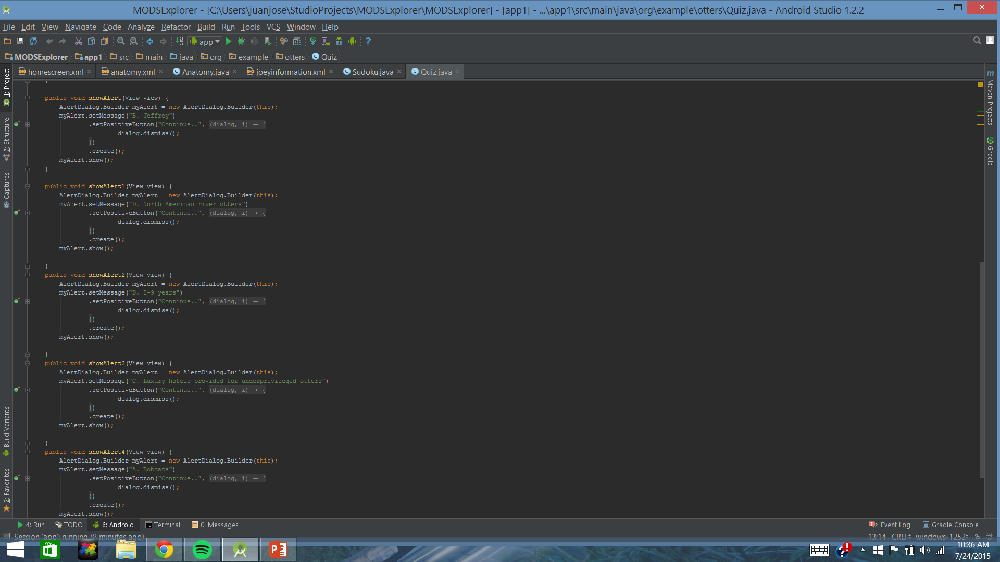 MODSExplorer - [C:\Users\juanjose\StudioProjects\MODSExplorer\MODSExplorer] - [app1] - ...\app1\src\main\java\org\example\otters\Quiz.java - Android Studio 1.2.2
File Edit View Navigate Code Analyze Refactor Build Run Tools VCS Window Help
app
MODSExplorer app1 src main java org example otters Quiz
homescreen.xml anatomy.xml Anatomy.java joeyinformation.xml Sudoku.java Quiz.java
1: Project
7: Structure
Captures
Build Variants
2: Favorites
}
public void showAlert(View view) {
AlertDialog.Builder myAlert = new AlertDialog.Builder(this);
myAlert.setMessage("B. Jeffrey")
.setPositiveButton("Continue..", (dialog, i) → {
dialog.dismiss();
})
.create();
myAlert.show();
}
public void showAlert1(View view) {
AlertDialog.Builder myAlert = new AlertDialog.Builder(this);
myAlert.setMessage("D. North American river otters")
.setPositiveButton("Continue..", (dialog, i) → {
dialog.dismiss();
})
.create();
myAlert.show();
}
public void showAlert2(View view) {
AlertDialog.Builder myAlert = new AlertDialog.Builder(this);
myAlert.setMessage("D. 8-9 years")
.setPositiveButton("Continue..", (dialog, i) → {
dialog.dismiss();
})
.create();
myAlert.show();
}
public void showAlert3(View view) {
AlertDialog.Builder myAlert = new AlertDialog.Builder(this);
myAlert.setMessage("C. Luxury hotels provided for underprivileged otters")
.setPositiveButton("Continue..", (dialog, i) → {
dialog.dismiss();
})
.create();
myAlert.show();
}
public void showAlert4(View view) {
AlertDialog.Builder myAlert = new AlertDialog.Builder(this);
myAlert.setMessage("A. Bobcats")
.setPositiveButton("Continue..", (dialog, i) → {
dialog.dismiss();
})
.create();
myAlert.show();
Maven Projects
Gradle
4: Run TODO 6: Android Terminal 0: Messages 2 Event Log Gradle Console
Session 'app': running (8 minutes ago) 13:14 CRLF windows-1252
10:36 AM
7/24/2015